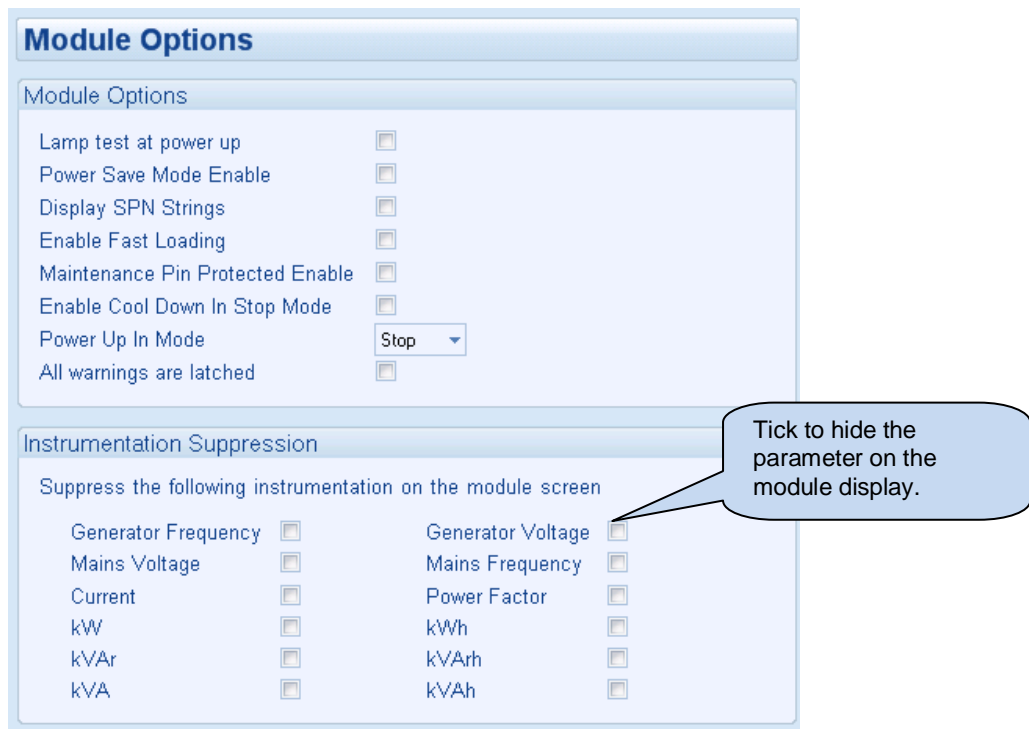 Module Options
Module Options
Lamp test at power up
Power Save Mode Enable
Display SPN Strings
Enable Fast Loading
Maintenance Pin Protected Enable
Enable Cool Down In Stop Mode
Power Up In Mode Stop
All warnings are latched
Instrumentation Suppression
Tick to hide the
parameter on the
module display.
Suppress the following instrumentation on the module screen
Generator Frequency Generator Voltage
Mains Voltage Mains Frequency
Current Power Factor
kW kWh
kVAr kVArh
kVA kVAh